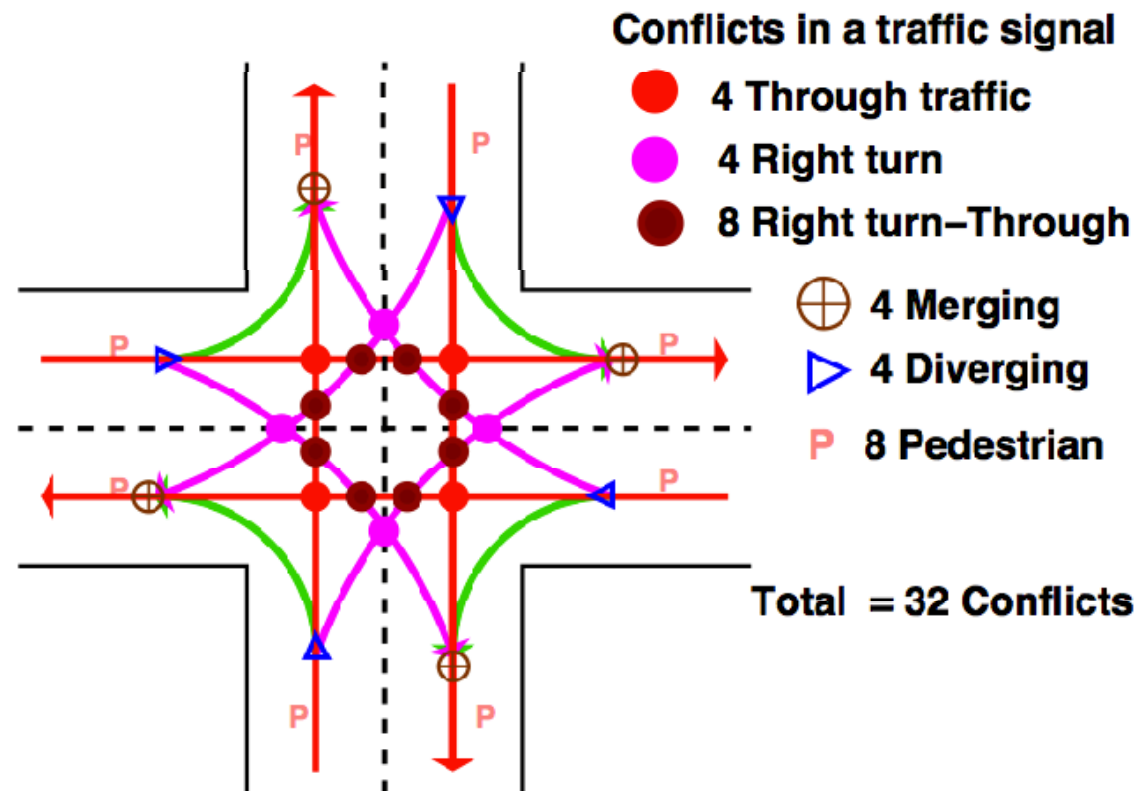 Conflicts in a traffic signal
4 Through traffic
4 Right turn
8 Right turn–Through
4 Merging
4 Diverging
P 8 Pedestrian
Total = 32 Conflicts
P
P
P
P
P
P
P
P